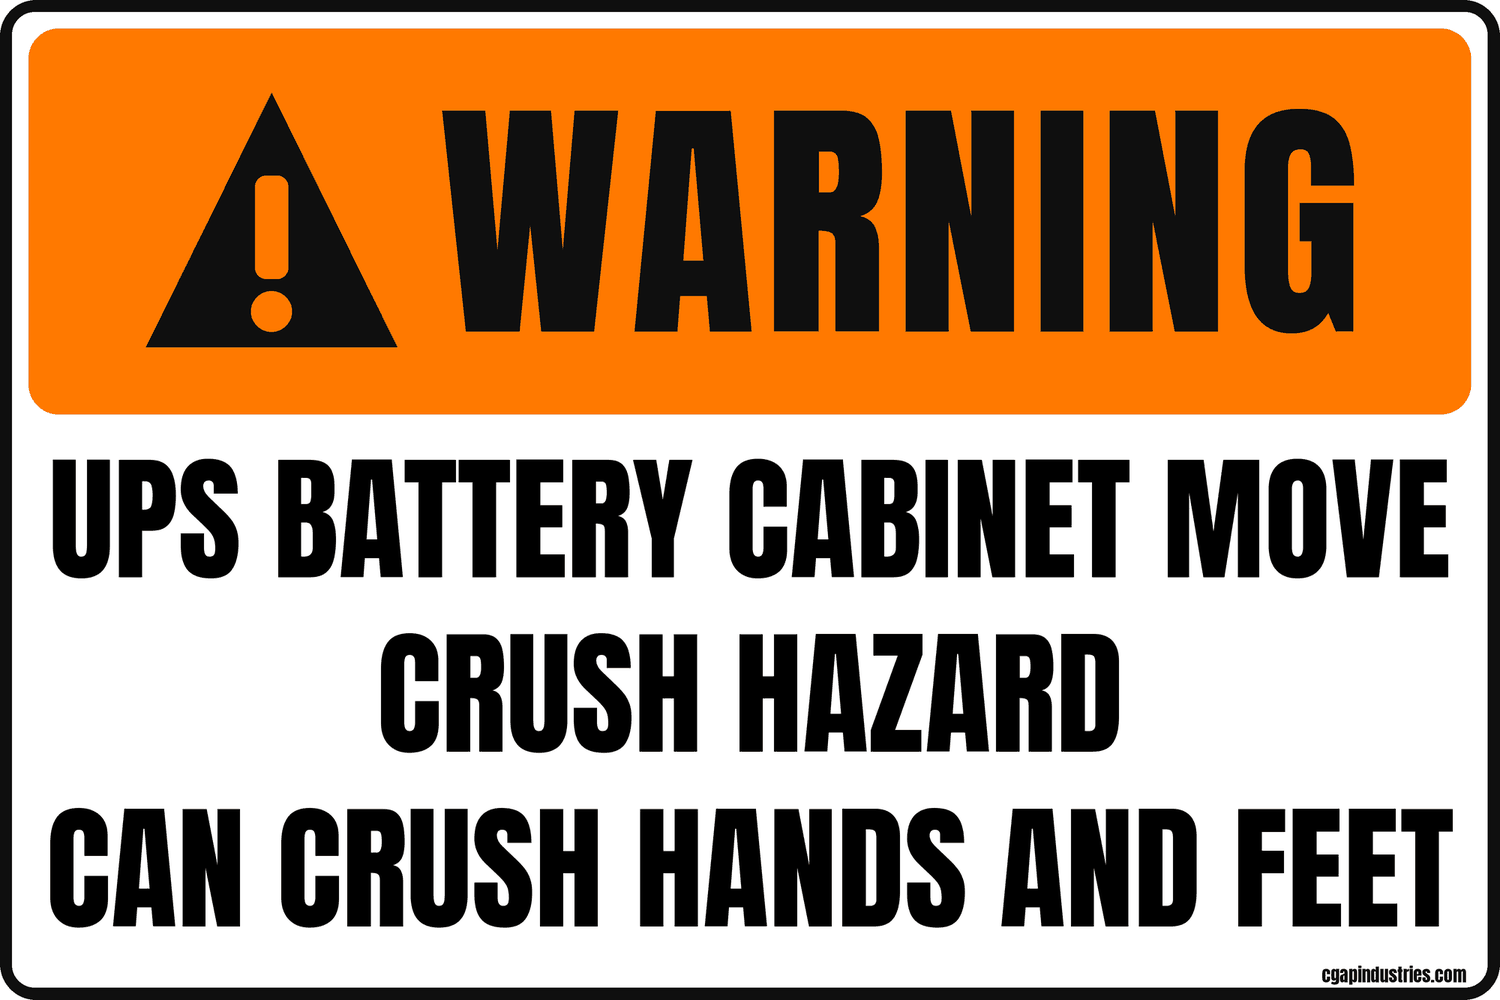 WARNING
UPS BATTERY CABINET MOVE
CRUSH HAZARD
CAN CRUSH HANDS AND FEET
cgapindustries.com